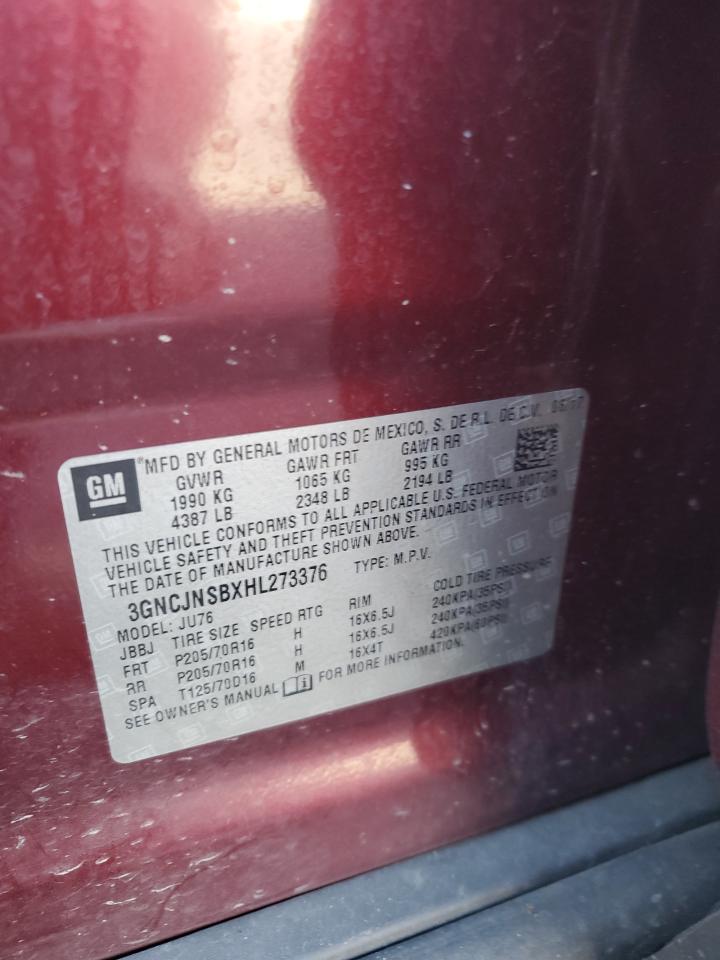 GM
®MFD BY GENERAL MOTORS DE MEXICO, S. DE R.L. DE C.V. 05/17
GVWR GAWR FRT GAWR RR
1990 KG 1065 KG 995 KG
4387 LB 2348 LB 2194 LB
THIS VEHICLE CONFORMS TO ALL APPLICABLE U.S. FEDERAL MOTOR
VEHICLE SAFETY AND THEFT PREVENTION STANDARDS IN EFFECT ON
THE DATE OF MANUFACTURE SHOWN ABOVE.
3GNCJNSBXHL273376 TYPE: M.P.V.
MODEL: JU76
JBBJ TIRE SIZE SPEED RTG RIM COLD TIRE PRESSURE
FRT P205/70R16 H 16X6.5J 240KPA(35PSI)
RR P205/70R16 H 16X6.5J 240KPA(35PSI)
SPA T125/70D16 M 16X4T 420KPA(60PSI)
SEE OWNER'S MANUAL FOR MORE INFORMATION.